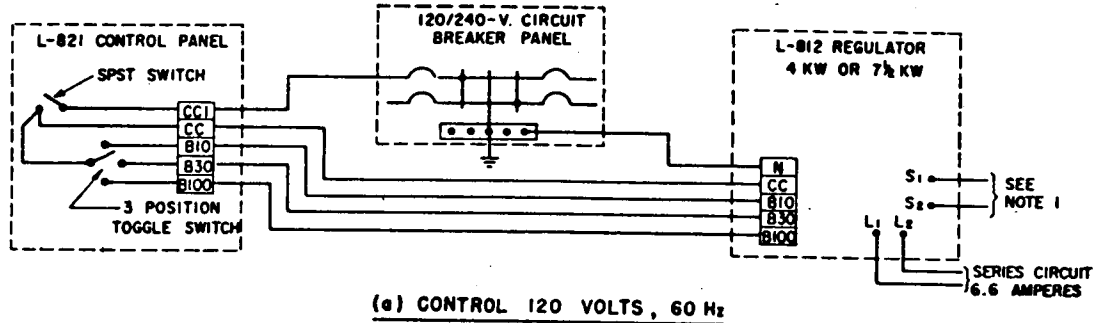 120/240-V. CIRCUIT
BREAKER PANEL
L-821 CONTROL PANEL
SPST SWITCH
L-812 REGULATOR
4 KW OR 7½ KW
CC1
CC
B10
B30
B100
3 POSITION
TOGGLE SWITCH
N
CC
B10
B30
B100
S1
S2
SEE
NOTE 1
L1 L2
SERIES CIRCUIT
6.6 AMPERES
(a) CONTROL 120 VOLTS, 60 Hz